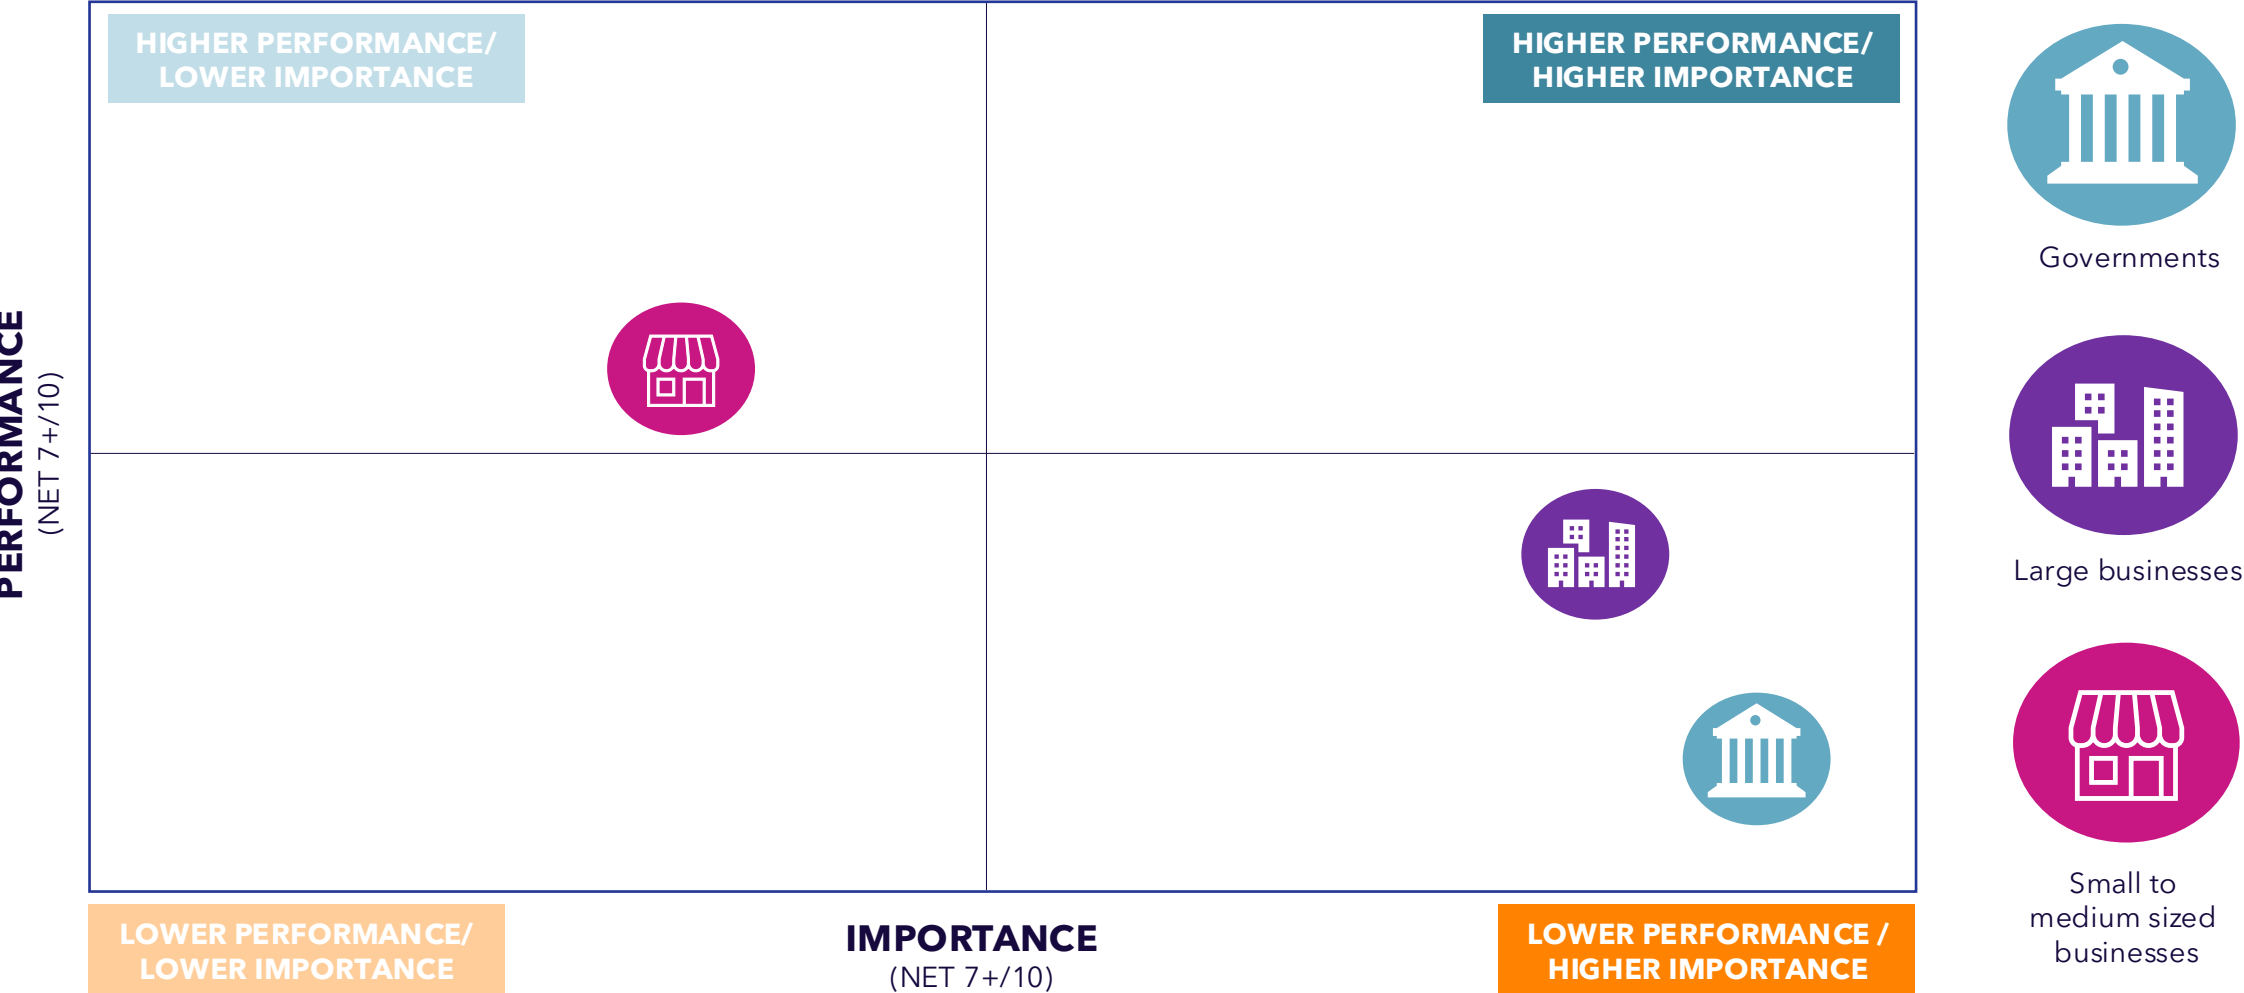 HIGHER PERFORMANCE/
LOWER IMPORTANCE
HIGHER PERFORMANCE/
HIGHER IMPORTANCE
Governments
PERFORMANCE
(NET 7+/10)
Large businesses
Small to
medium sized
businesses
LOWER PERFORMANCE/
LOWER IMPORTANCE
IMPORTANCE
(NET 7+/10)
LOWER PERFORMANCE /
HIGHER IMPORTANCE